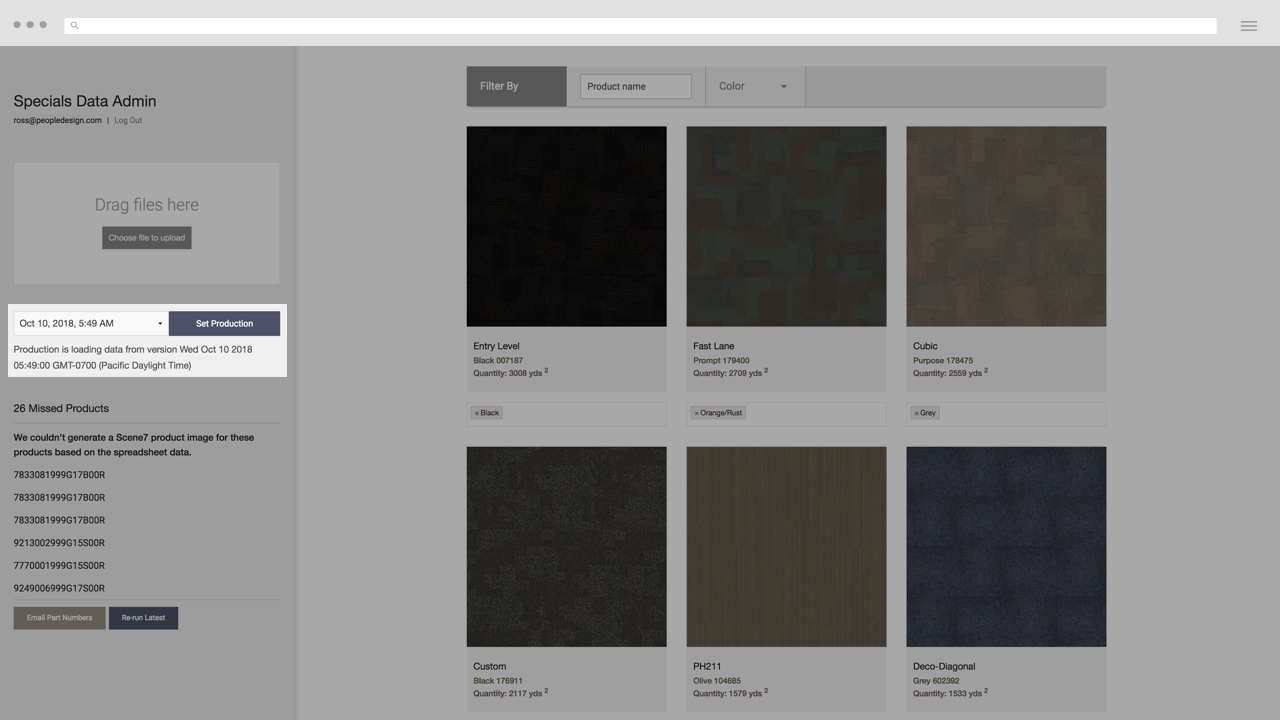 Specials Data Admin
ross@peopledesign.com | Log Out
Drag files here
Choose file to upload
Oct 10, 2018, 5:49 AM
Set Production
Production is loading data from version Wed Oct 10 2018
05:49:00 GMT-0700 (Pacific Daylight Time)
26 Missed Products
We couldn't generate a Scene7 product image for these
products based on the spreadsheet data.
7833081999G17B00R
7833081999G17B00R
7833081999G17B00R
9213002999G15S00R
7770001999G15S00R
9249006999G17S00R
Email Part Numbers
Re-run Latest
Filter By
Product name
Color
Entry Level
Black 007187
Quantity: 3008 yds 2
× Black
Fast Lane
Prompt 179400
Quantity: 2709 yds 2
× Orange/Rust
Cubic
Purpose 178475
Quantity: 2559 yds 2
× Grey
Custom
Black 176911
Quantity: 2117 yds 2
PH211
Olive 104685
Quantity: 1579 yds 2
Deco-Diagonal
Grey 602392
Quantity: 1533 yds 2